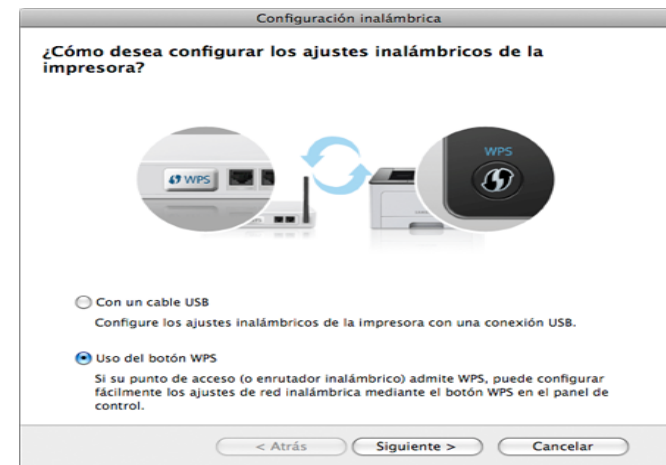 Configuración inalámbrica
¿Cómo desea configurar los ajustes inalámbricos de la
impresora?
WPS
WPS
Con un cable USB
Configure los ajustes inalámbricos de la impresora con una conexión USB.
Uso del botón WPS
Si su punto de acceso (o enrutador inalámbrico) admite WPS, puede configurar
fácilmente los ajustes de red inalámbrica mediante el botón WPS en el panel de
control.
< Atrás
Siguiente >
Cancelar